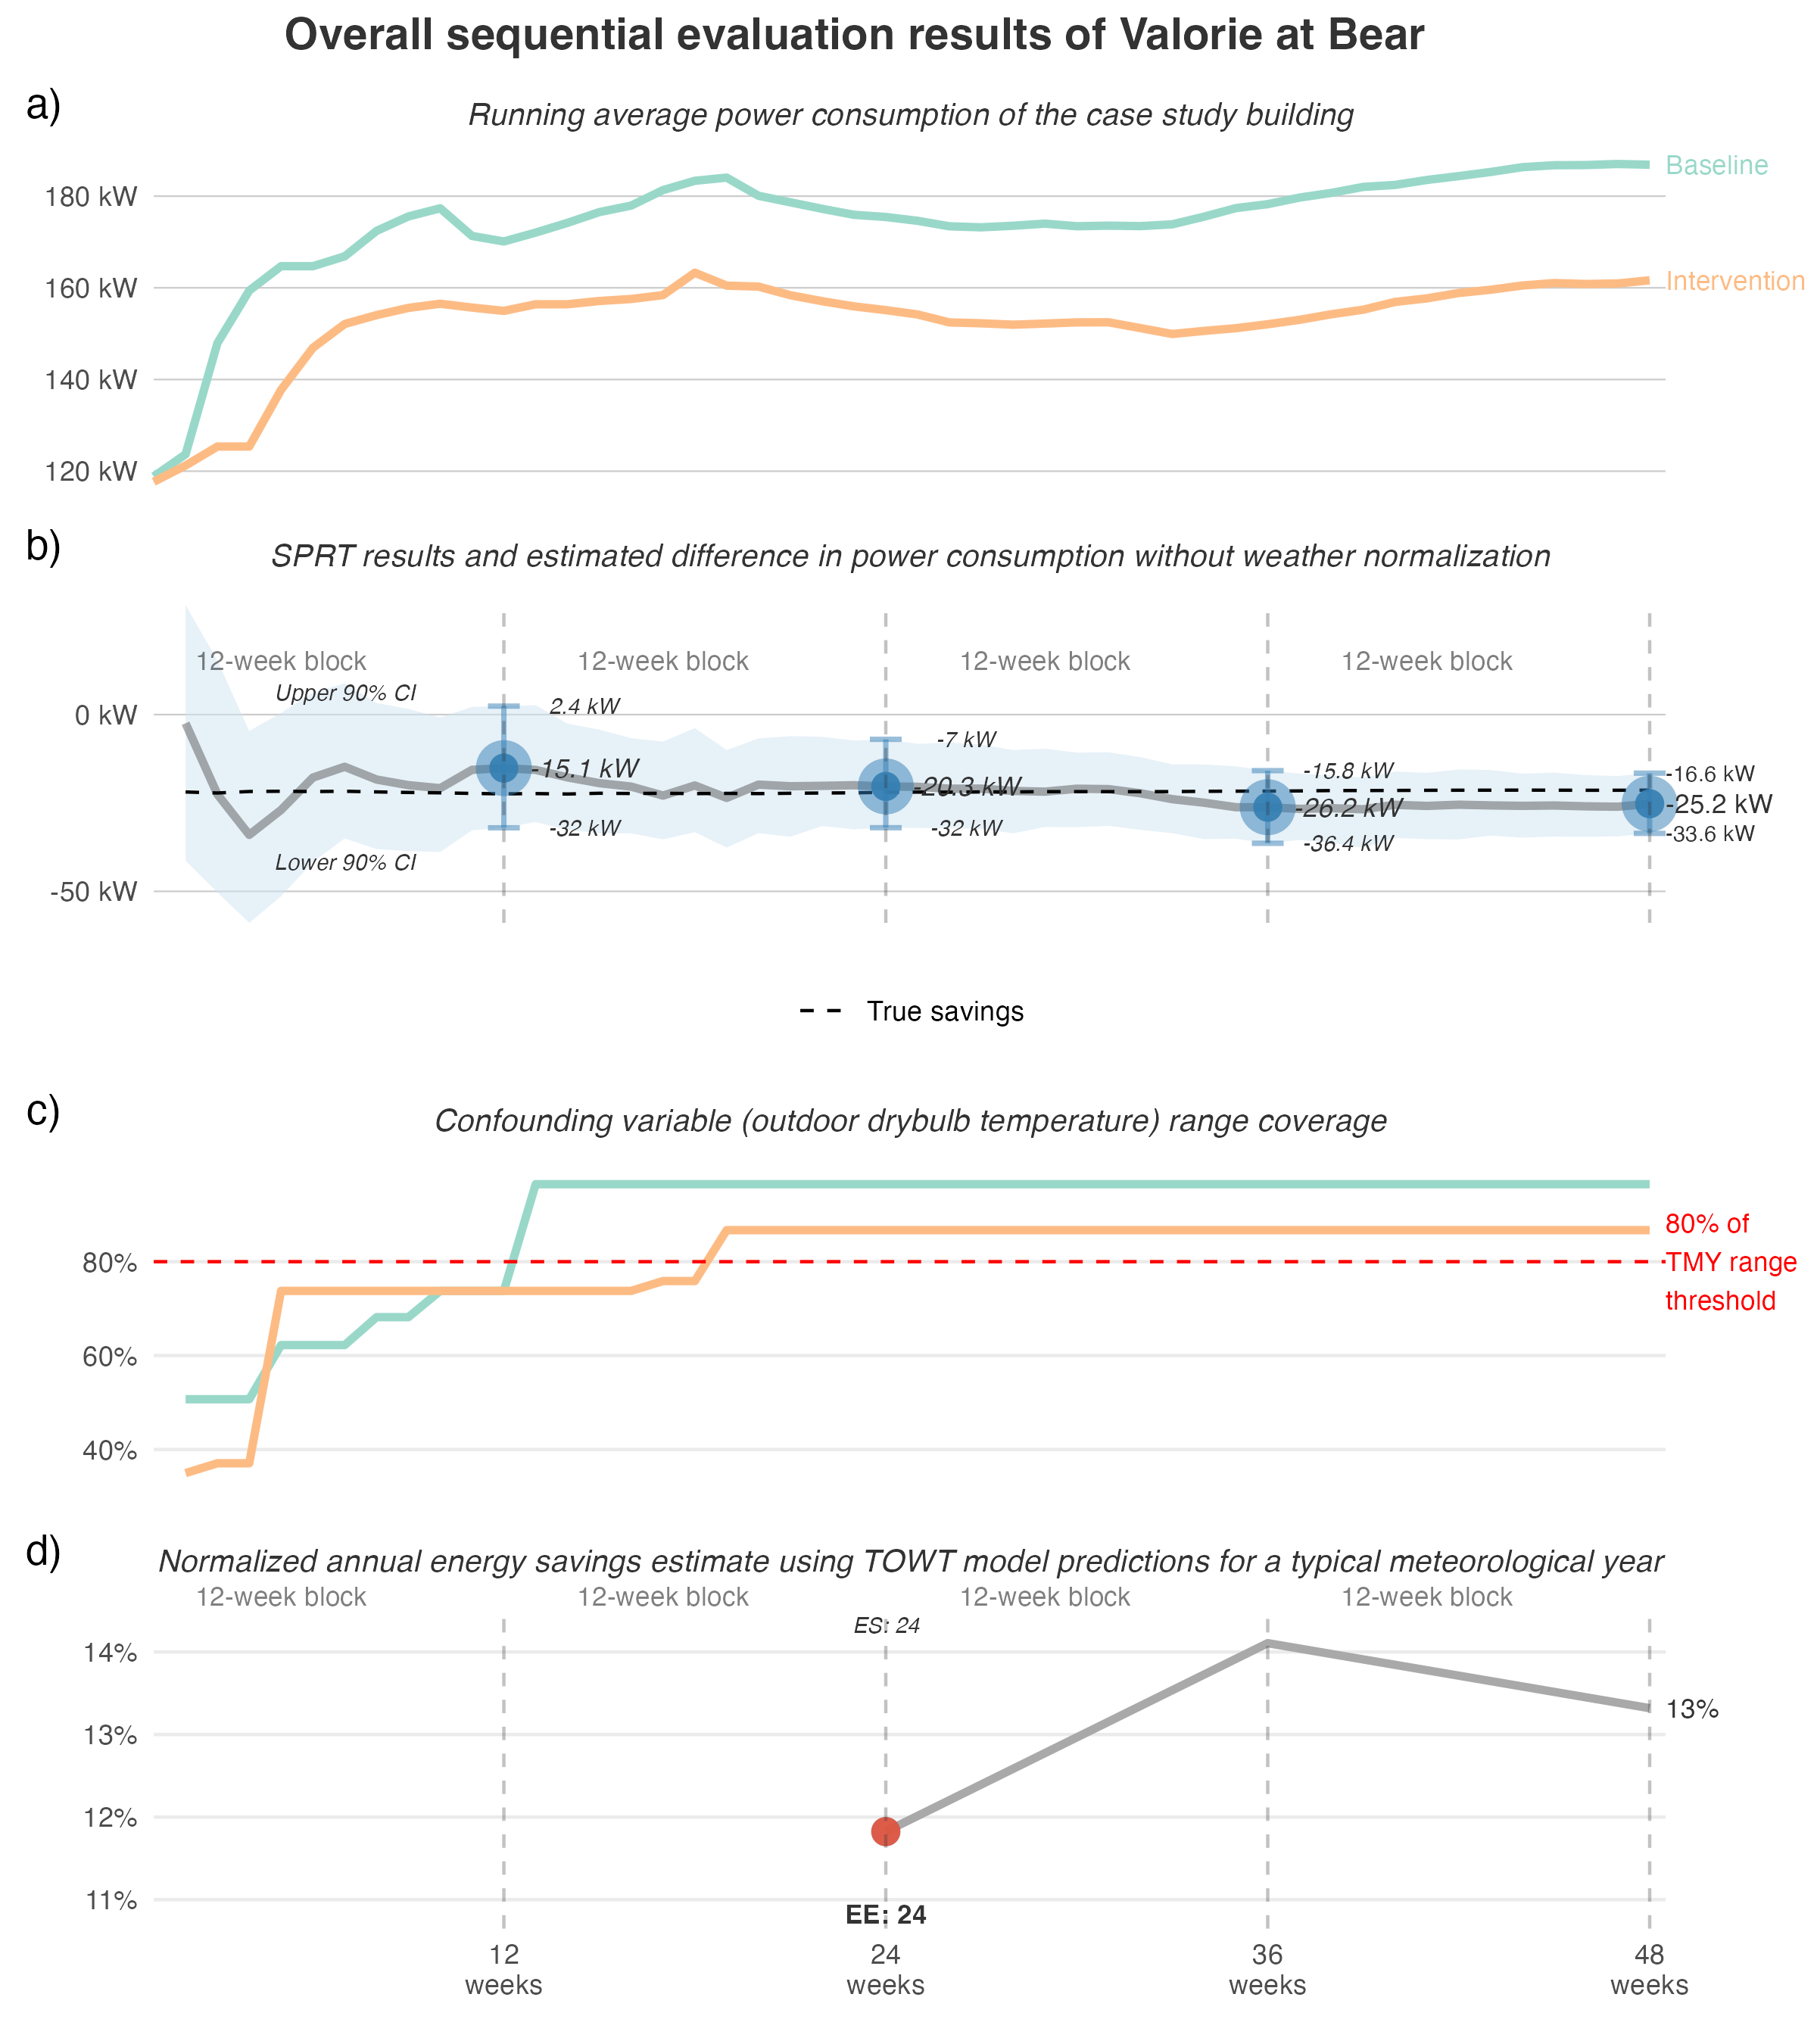 Overall sequential evaluation results of Valorie at Bear
a)
Running average power consumption of the case study building
180 kW
160 kW
140 kW
120 kW
Baseline
Intervention
b)
SPRT results and estimated difference in power consumption without weather normalization
12-week block
12-week block
12-week block
12-week block
Upper 90% CI
Lower 90% CI
0 kW
-50 kW
2.4 kW
-15.1 kW
-32 kW
-7 kW
-20.3 kW
-32 kW
-15.8 kW
-26.2 kW
-36.4 kW
-16.6 kW
-25.2 kW
-33.6 kW
True savings
c)
Confounding variable (outdoor drybulb temperature) range coverage
80%
60%
40%
80% of
TMY range
threshold
d)
Normalized annual energy savings estimate using TOWT model predictions for a typical meteorological year
12-week block
12-week block
12-week block
12-week block
ES: 24
14%
13%
12%
11%
13%
EE: 24
12
weeks
24
weeks
36
weeks
48
weeks